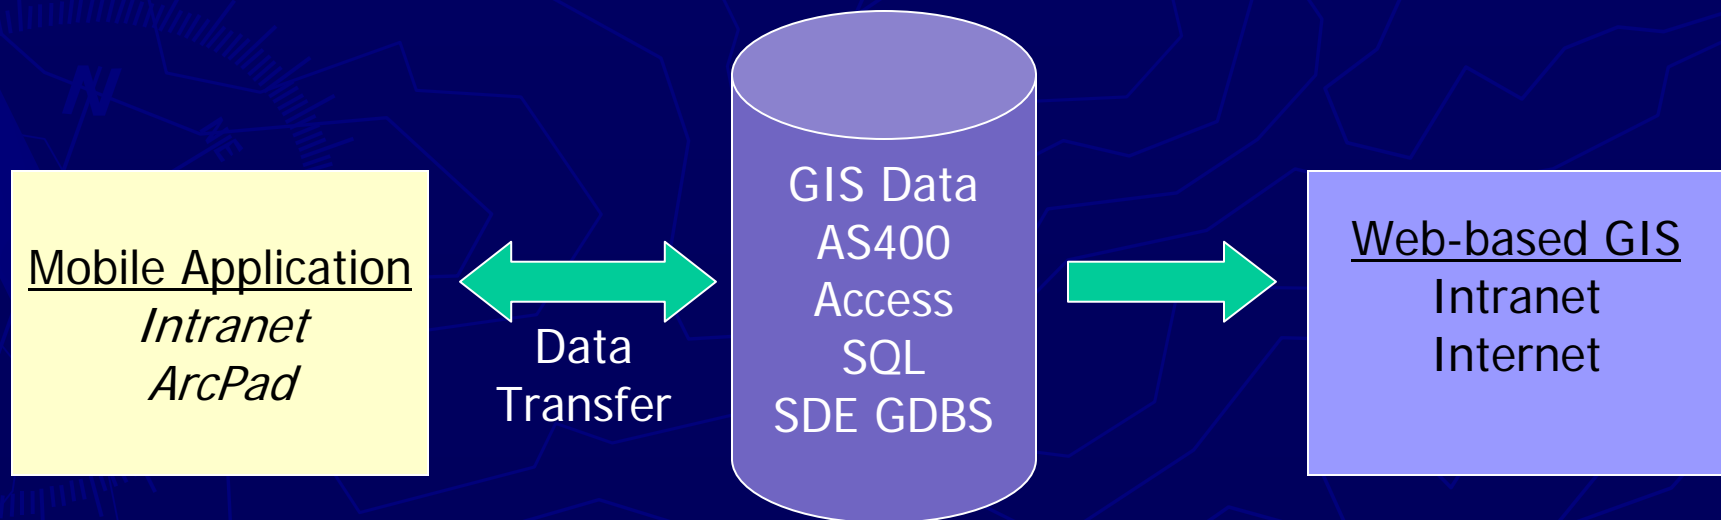 Mobile Application
Intranet
ArcPad
Data
Transfer
GIS Data
AS400
Access
SQL
SDE GDBS
Web-based GIS
Intranet
Internet
N